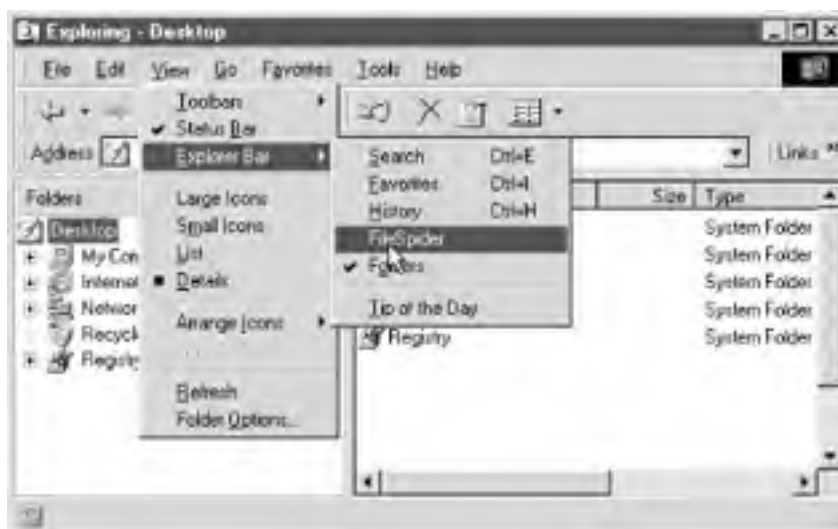 Exploring - Desktop
File Edit View Go Favorites Tools Help
Address
Links
Toolbars
Status Bar
Explorer Bar
Large Icons
Small Icons
List
Details
Arrange Icons
Refresh
Folder Options...
Search Ctrl+E
Favorites Ctrl+I
History Ctrl+H
FileSpider
Folders
Tip of the Day
Folders
Desktop
My Com
Internet
Networ
Recycl
Registr
Size Type
System Folder
System Folder
System Folder
System Folder
Registry System Folder